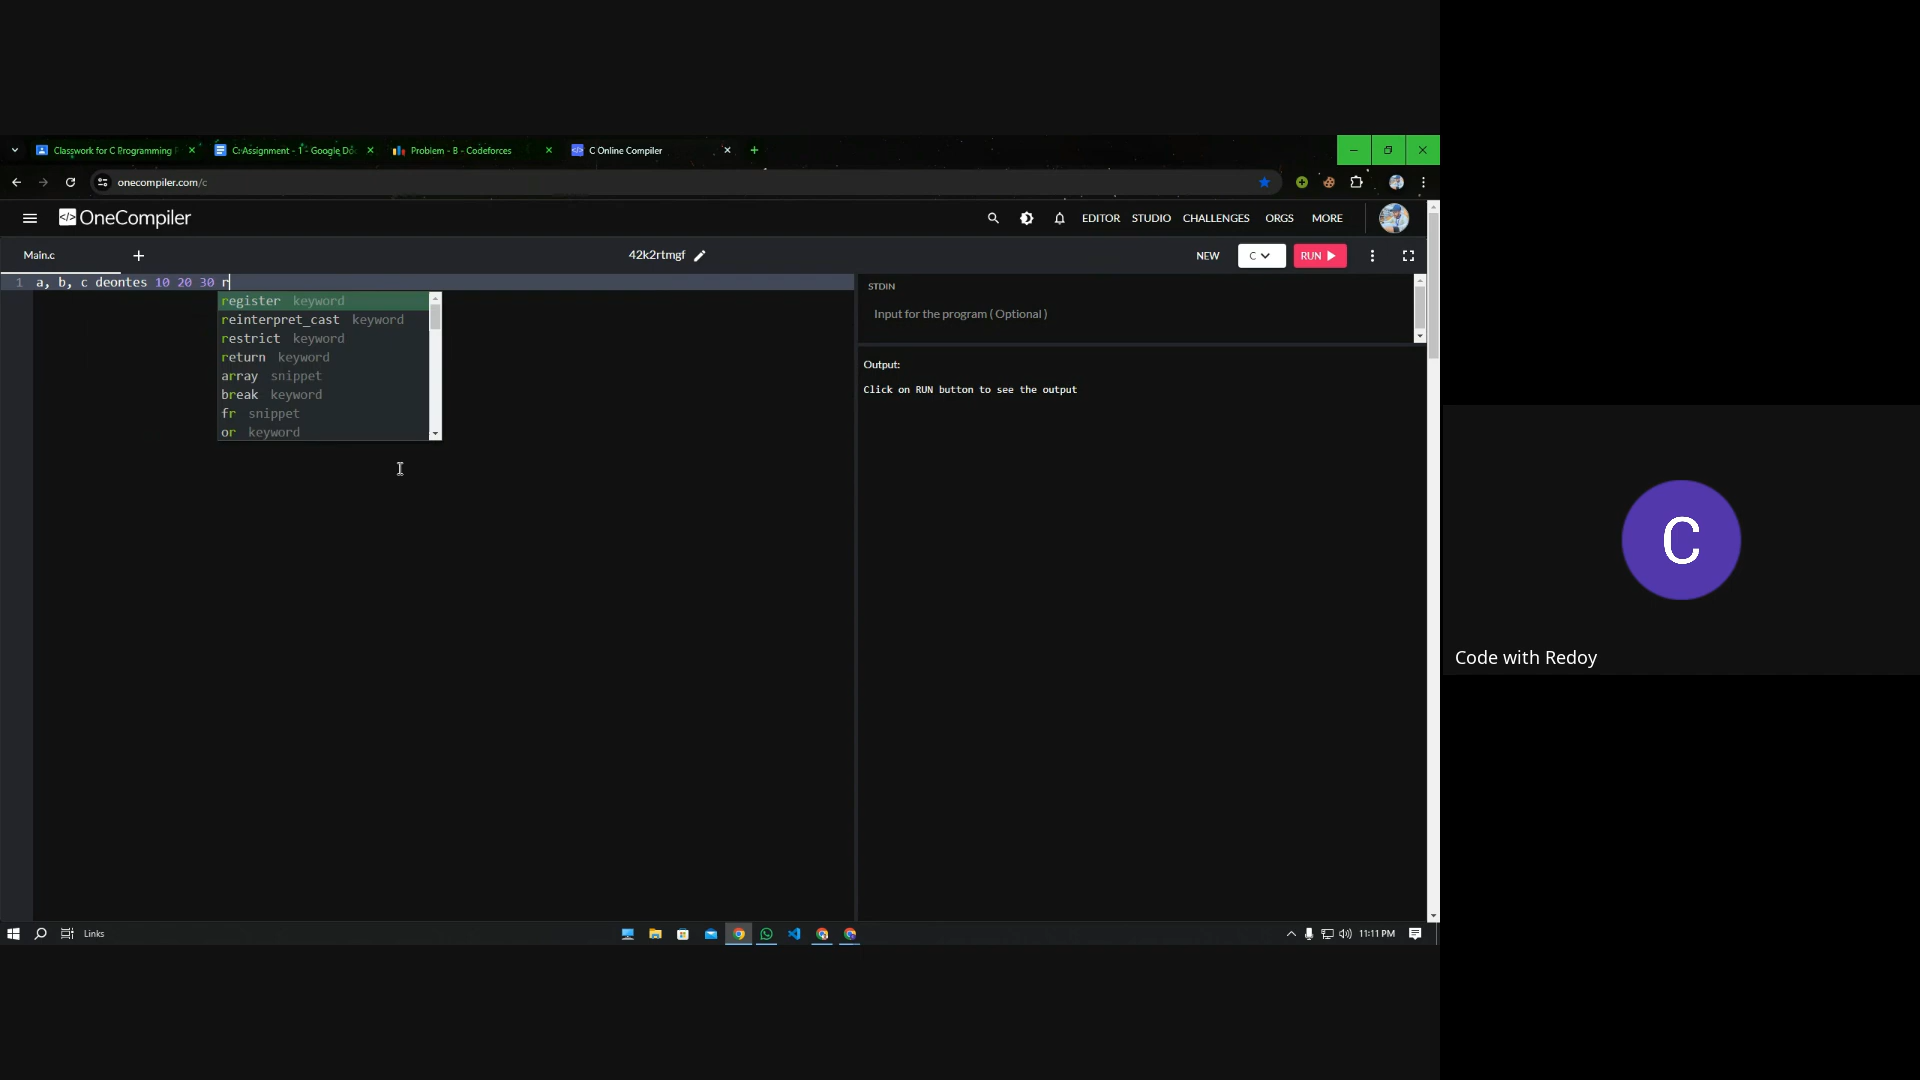 Classwork for C Programming
C Assignment - 1 - Google Do
Problem - B - Codeforces
C Online Compiler
onecompiler.com/c
</> OneCompiler
EDITOR
STUDIO
CHALLENGES
ORGS
MORE
Main.c
42k2rtmgf
NEW
C
RUN
1 a, b, c deontes 10 20 30 r
register keyword
reinterpret_cast keyword
restrict keyword
return keyword
array snippet
break keyword
fr snippet
or keyword
STDIN
Input for the program ( Optional )
Output:
Click on RUN button to see the output
C
Code with Redoy
Links
11:11 PM